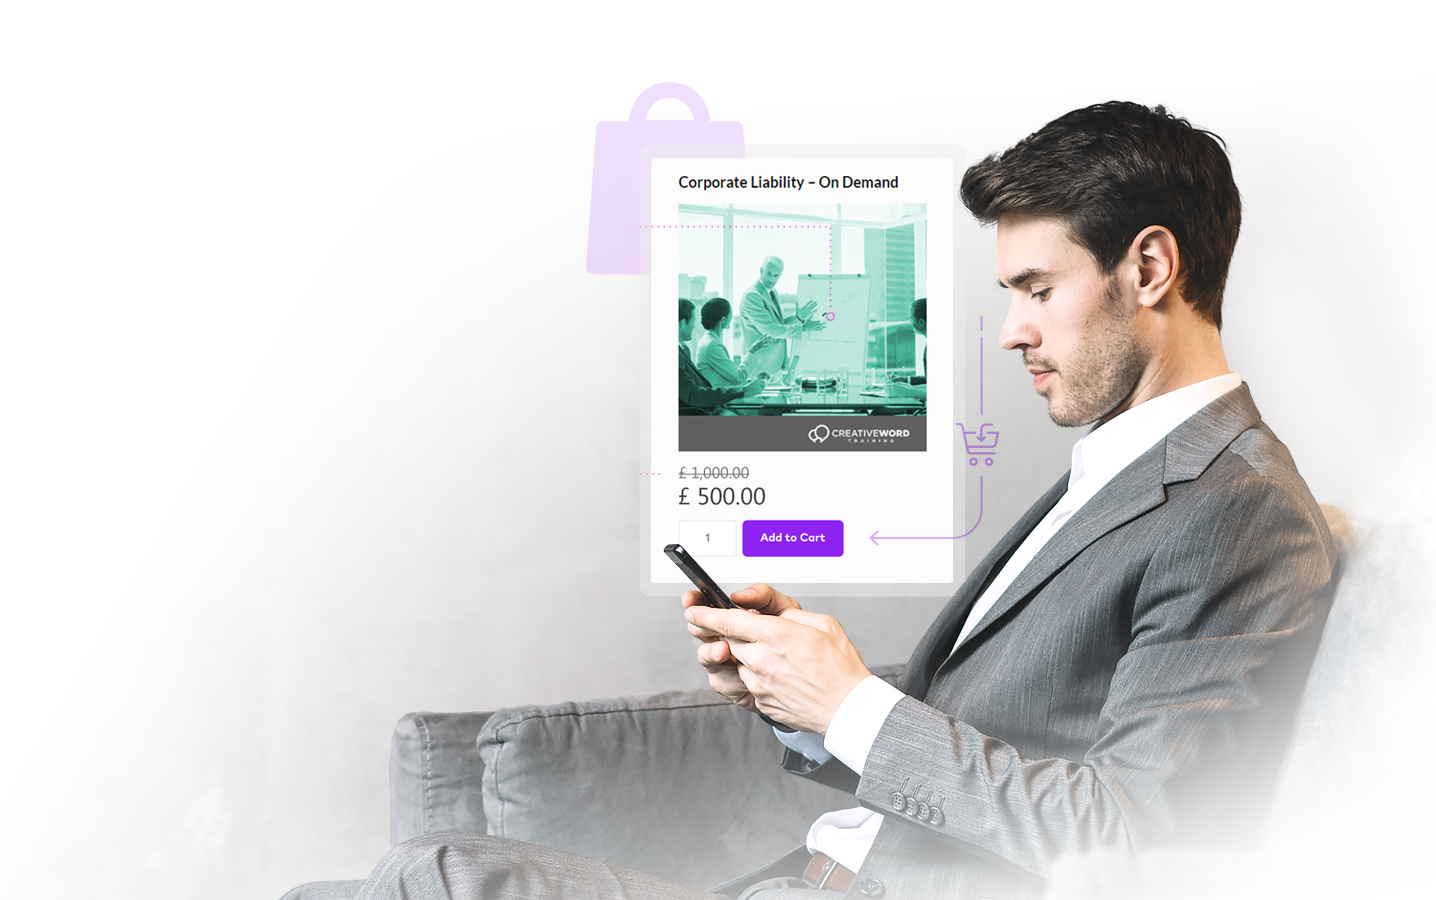 Corporate Liability – On Demand
CREATIVEWORD
TRAINING
£ 1,000.00
£ 500.00
1
Add to Cart